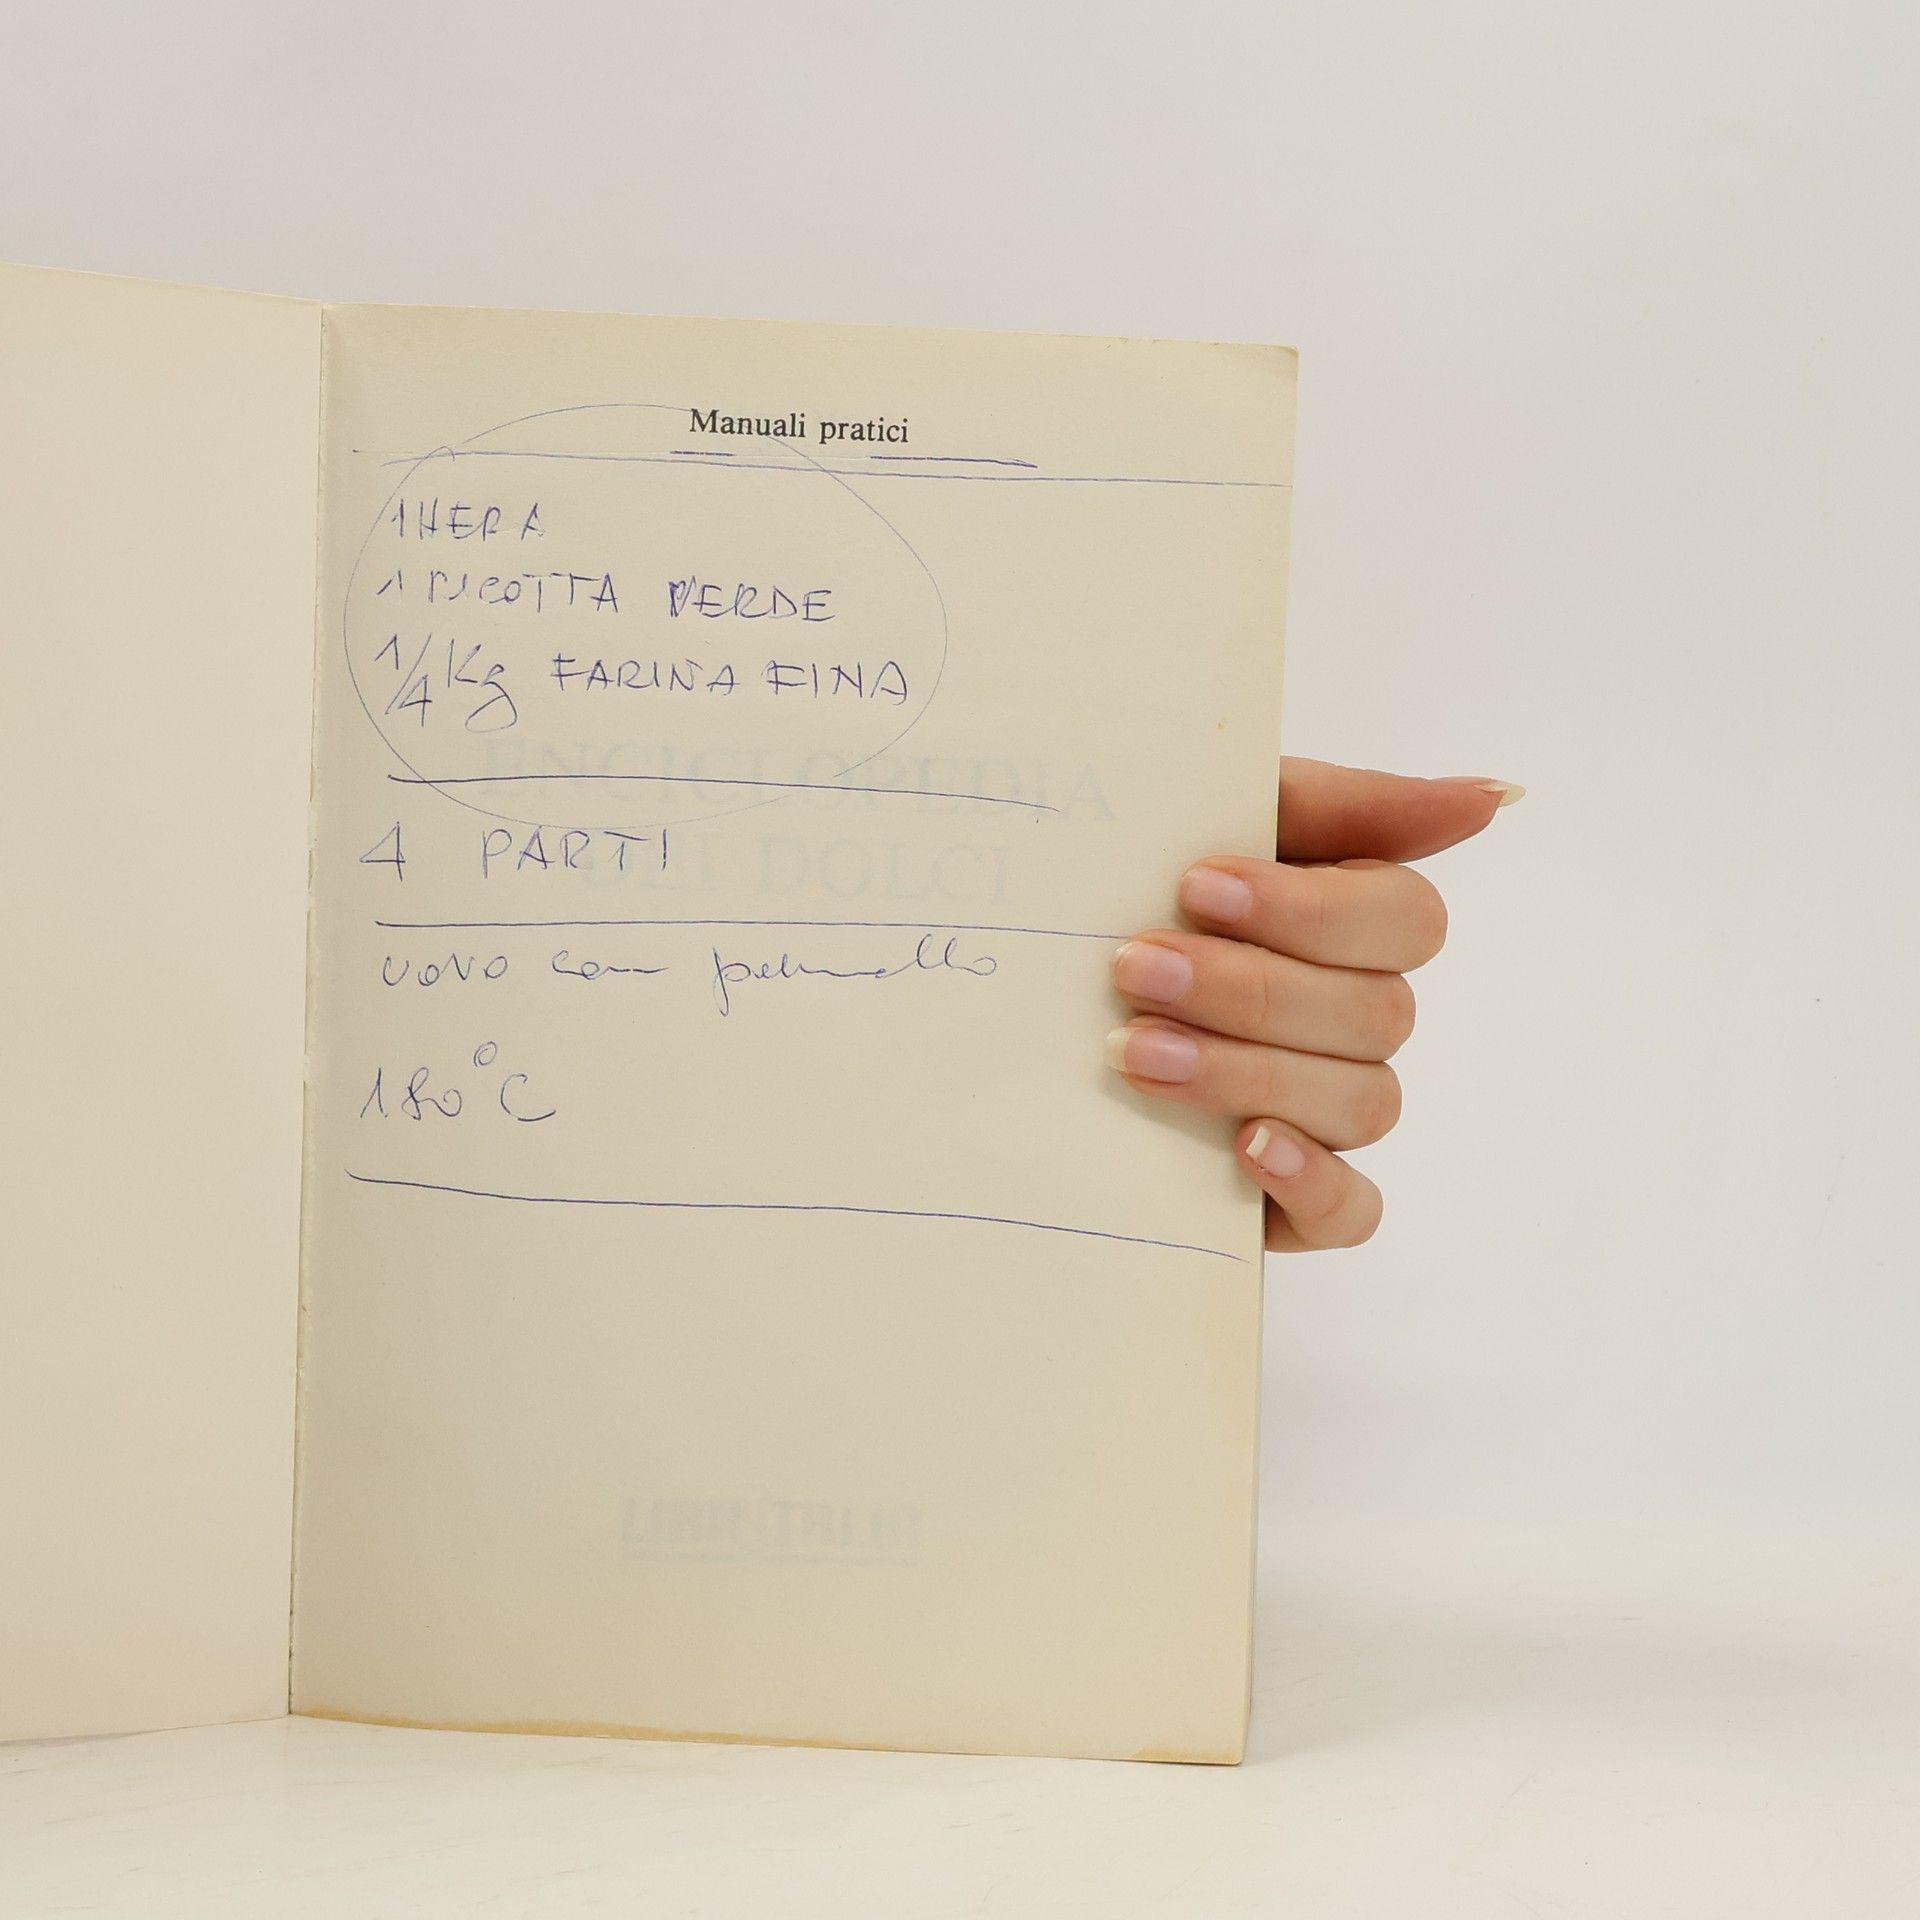 Manuali pratici
1 HERA
1 RICOTTA VERDE
1/4 Kg FARINA FINA
ENCICLOPEDIA
DEI DOLCI
4 PARTI
uovo con pennello
180°C